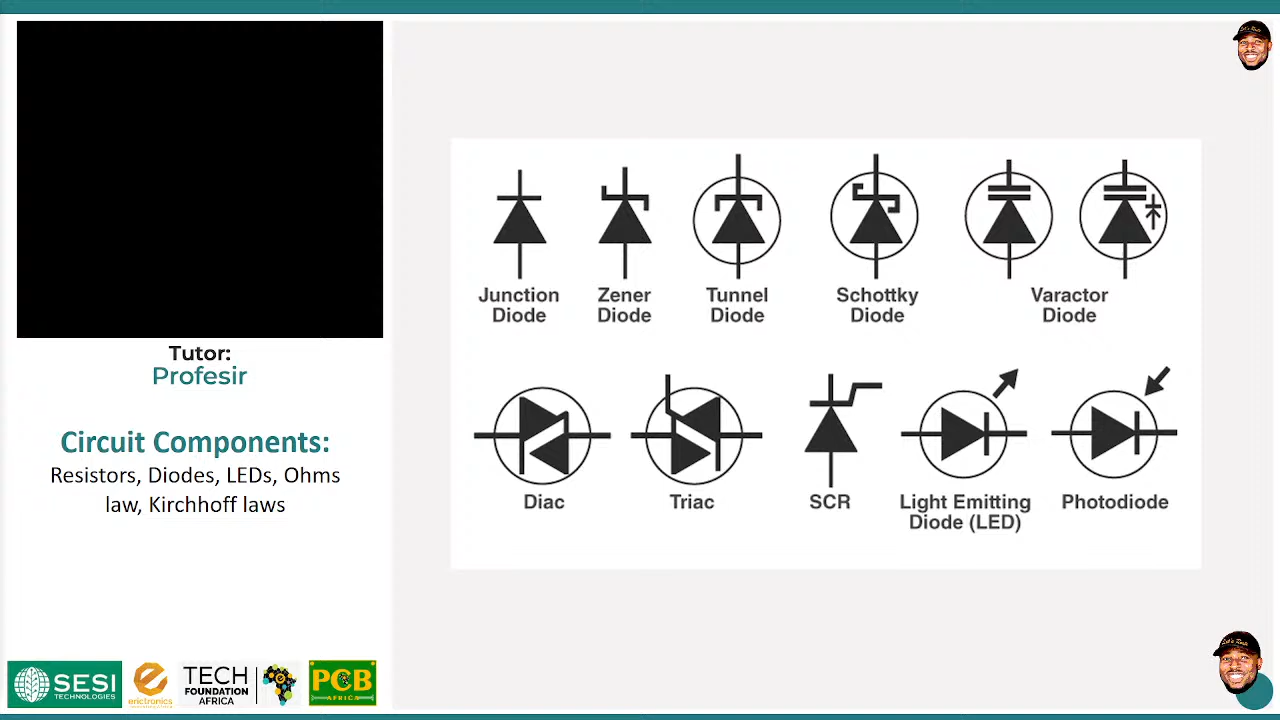 Tutor:
Profesir
Circuit Components:
Resistors, Diodes, LEDs, Ohms
law, Kirchhoff laws
Junction
Diode
Zener
Diode
Tunnel
Diode
Schottky
Diode
Varactor
Diode
Diac
Triac
SCR
Light Emitting
Diode (LED)
Photodiode
SESI
TECHNOLOGIES
erictronics
TECH
FOUNDATION
AFRICA
PCB
AFRICA